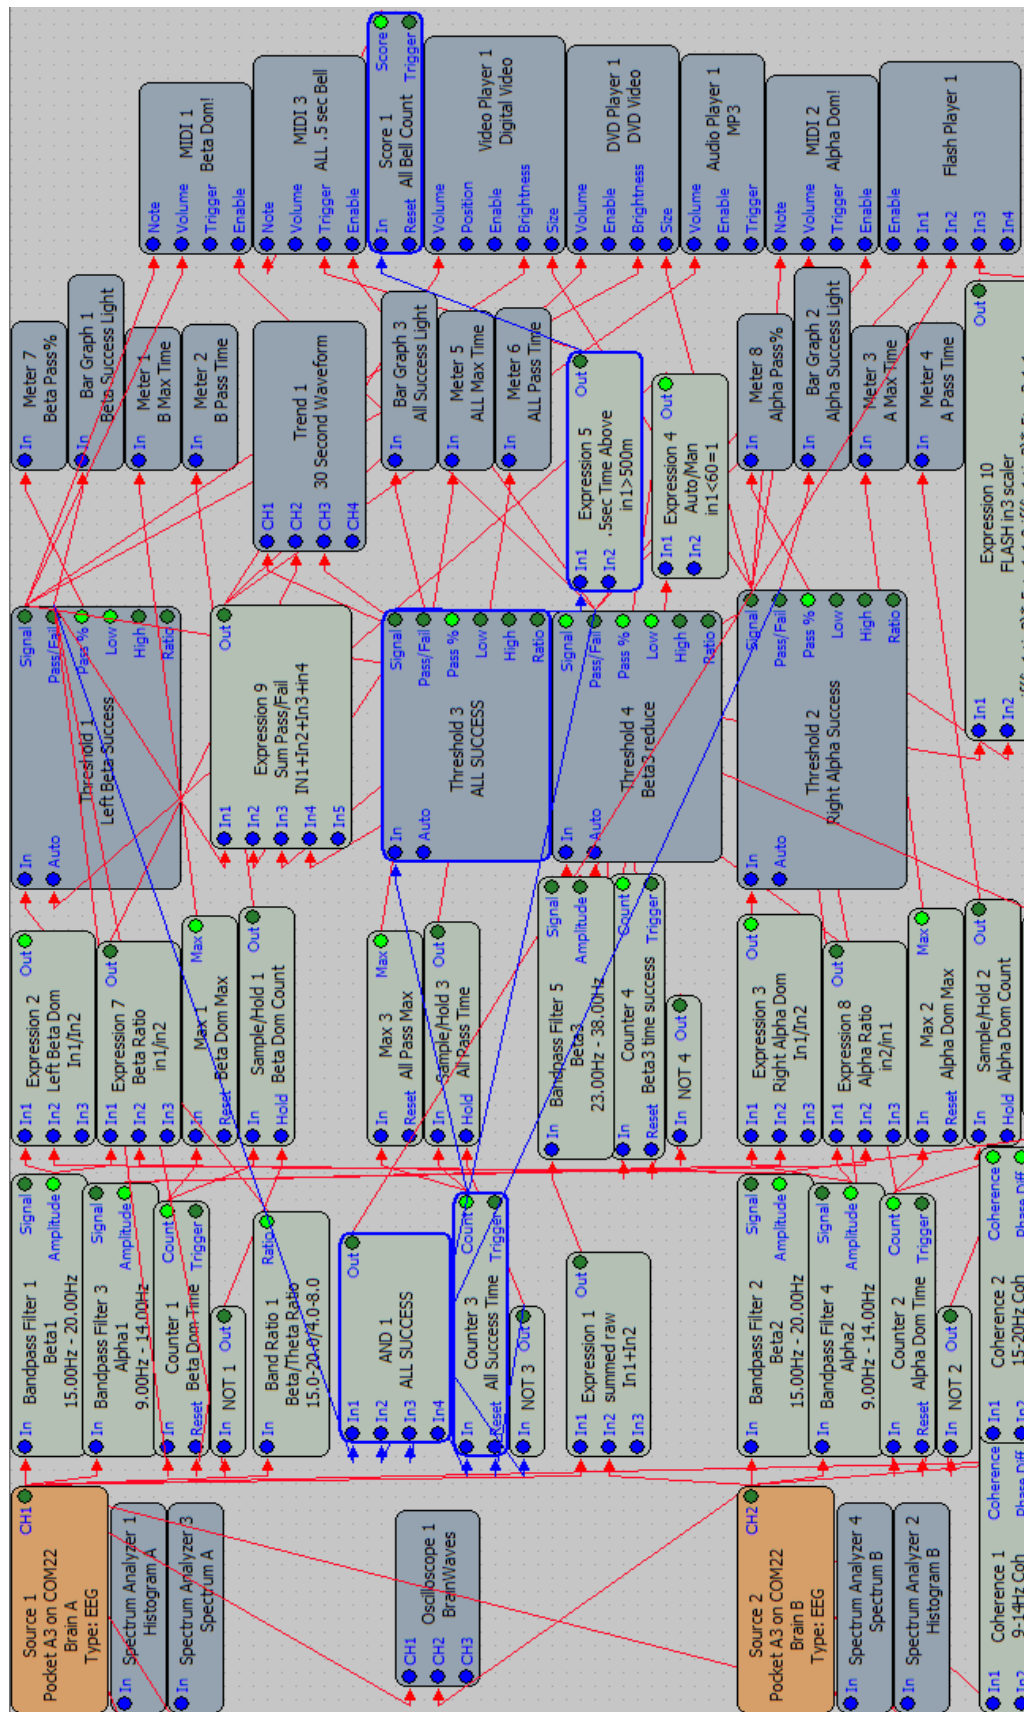 Source 1
Pocket A3 on COM22
Brain A
Type: EEG
CH1
Spectrum Analyzer 1
Histogram A
In
Spectrum Analyzer 3
Spectrum A
In
Oscilloscope 1
BrainWaves
CH1
CH2
CH3
Source 2
Pocket A3 on COM22
Brain B
Type: EEG
CH2
Spectrum Analyzer 4
Spectrum B
In
Spectrum Analyzer 2
Histogram B
In
Coherence 1
9-14Hz Coh
In1
In2
Coherence
Phase Diff
Bandpass Filter 1
Beta1
15.00Hz - 20.00Hz
In
Signal
Amplitude
Bandpass Filter 3
Alpha1
9.00Hz - 14.00Hz
In
Signal
Amplitude
Counter 1
Beta Dom Time
In
Reset
Count
Trigger
NOT 1
In
Out
Band Ratio 1
Beta/Theta Ratio
15.0-20.0/4.0-8.0
In
Ratio
AND 1
ALL SUCCESS
In1
In2
In3
In4
Out
Counter 3
All Success Time
In
Reset
Count
Trigger
NOT 3
In
Out
Expression 1
summed raw
In1+In2
In1
In2
In3
Out
Bandpass Filter 2
Beta2
15.00Hz - 20.00Hz
In
Signal
Amplitude
Bandpass Filter 4
Alpha2
9.00Hz - 14.00Hz
In
Signal
Amplitude
Counter 2
Alpha Dom Time
In
Reset
Count
Trigger
NOT 2
In
Out
Coherence 2
15-20Hz Coh
In1
In2
Coherence
Phase Diff
Expression 2
Left Beta Dom
In1/In2
In1
In2
In3
Out
Expression 7
Beta Ratio
in1/in2
In1
In2
In3
Out
Max 1
Beta Dom Max
In
Reset
Max
Sample/Hold 1
Beta Dom Count
In
Hold
Out
Max 3
All Pass Max
In
Reset
Max
Sample/Hold 3
All Pass Time
In
Hold
Out
Bandpass Filter 5
Beta3
23.00Hz - 38.00Hz
In
Signal
Amplitude
Counter 4
Beta3 time success
In
Reset
Count
Trigger
NOT 4
In
Out
Expression 3
Right Alpha Dom
In1/In2
In1
In2
In3
Out
Expression 8
Alpha Ratio
in2/in1
In1
In2
In3
Out
Max 2
Alpha Dom Max
In
Reset
Max
Sample/Hold 2
Alpha Dom Count
In
Hold
Out
Threshold 1
Left Beta Success
In
Auto
Signal
Pass/Fail
Pass %
Low
High
Ratio
Expression 9
Sum Pass/Fail
IN1+In2+In3+in4
In1
In2
In3
In4
In5
Out
Threshold 3
ALL SUCCESS
In
Auto
Signal
Pass/Fail
Pass %
Low
High
Ratio
Threshold 4
Beta3 reduce
In
Auto
Signal
Pass/Fail
Pass %
Low
High
Ratio
Threshold 2
Right Alpha Success
In
Auto
Signal
Pass/Fail
Pass %
Low
High
Ratio
Expression 10
FLASH in3 scaler
In1
In2
Out
Meter 7
Beta Pass%
In
Bar Graph 1
Beta Success Light
In
Meter 1
B Max Time
In
Meter 2
B Pass Time
In
Trend 1
30 Second Waveform
CH1
CH2
CH3
CH4
Bar Graph 3
All Success Light
In
Meter 5
ALL Max Time
In
Meter 6
ALL Pass Time
In
Expression 5
.5sec Time Above
in1>500m
In1
In2
Out
Expression 4
Auto/Man
in1<60=1
In1
In2
Out
Meter 8
Alpha Pass%
In
Bar Graph 2
Alpha Success Light
In
Meter 3
A Max Time
In
Meter 4
A Pass Time
In
MIDI 1
Beta Dom!
Note
Volume
Trigger
Enable
MIDI 3
ALL .5 sec Bell
Note
Volume
Trigger
Enable
Score 1
All Bell Count
In
Reset
Score
Trigger
Video Player 1
Digital Video
Volume
Position
Enable
Brightness
Size
DVD Player 1
DVD Video
Volume
Enable
Brightness
Size
Audio Player 1
MP3
Volume
Enable
Trigger
MIDI 2
Alpha Dom!
Note
Volume
Trigger
Enable
Flash Player 1
Enable
In1
In2
In3
In4